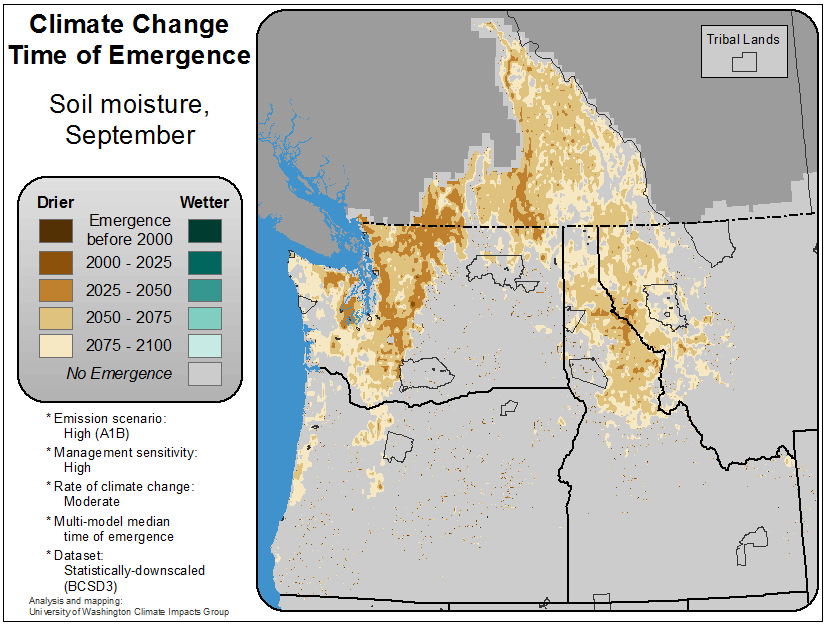 Climate Change
Time of Emergence
Soil moisture,
September
Drier
Wetter
Emergence
before 2000
2000 - 2025
2025 - 2050
2050 - 2075
2075 - 2100
No Emergence
* Emission scenario:
High (A1B)
* Management sensitivity:
High
* Rate of climate change:
Moderate
* Multi-model median
time of emergence
* Dataset:
Statistically-downscaled
(BCSD3)
Analysis and mapping:
University of Washington Climate Impacts Group
Tribal Lands